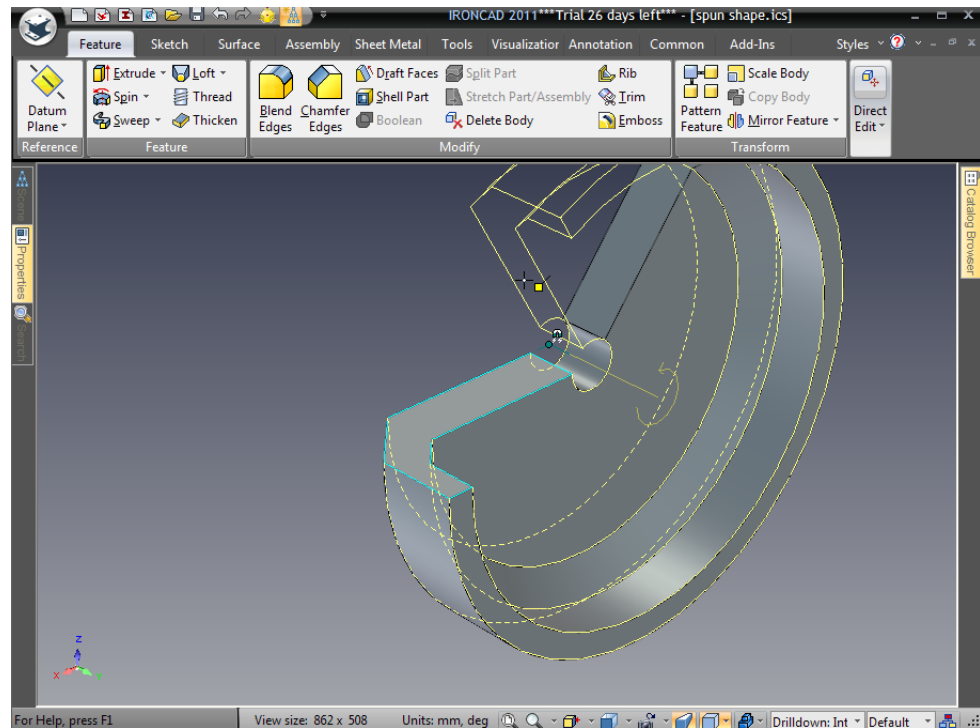 IRONCAD 2011***Trial 26 days left*** - [spun shape.ics]
Feature Sketch Surface Assembly Sheet Metal Tools Visualization Annotation Common Add-Ins Styles
Extrude Loft Draft Faces Split Part Rib Scale Body
Spin Thread Shell Part Stretch Part/Assembly Trim Copy Body
Sweep Thicken Boolean Delete Body Emboss Mirror Feature
Datum Plane
Blend Edges
Chamfer Edges
Pattern Feature
Direct Edit
Reference Feature Modify Transform
Scene
Properties
Search
Catalog Browser
z
x
y
For Help, press F1 View size: 862 x 508 Units: mm, deg Drilldown: Int Default